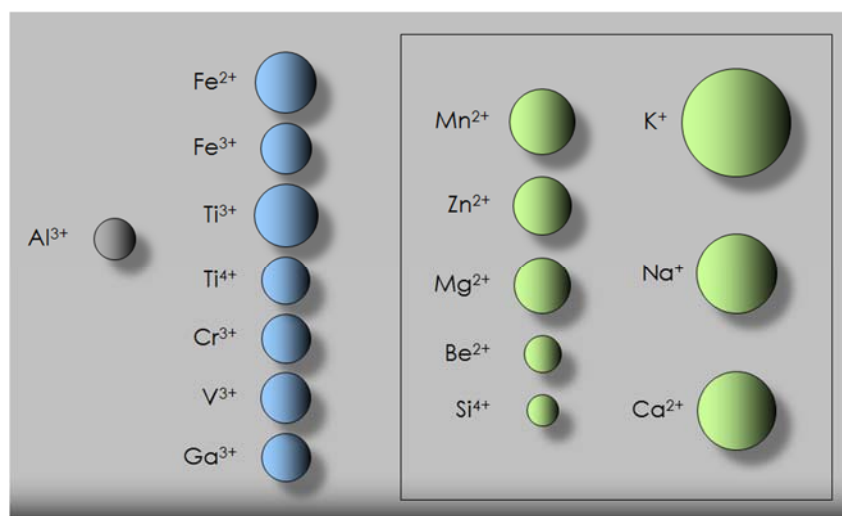 Al³⁺
Fe²⁺
Fe³⁺
Ti³⁺
Ti⁴⁺
Cr³⁺
V³⁺
Ga³⁺
Mn²⁺
Zn²⁺
Mg²⁺
Be²⁺
Si⁴⁺
K⁺
Na⁺
Ca²⁺